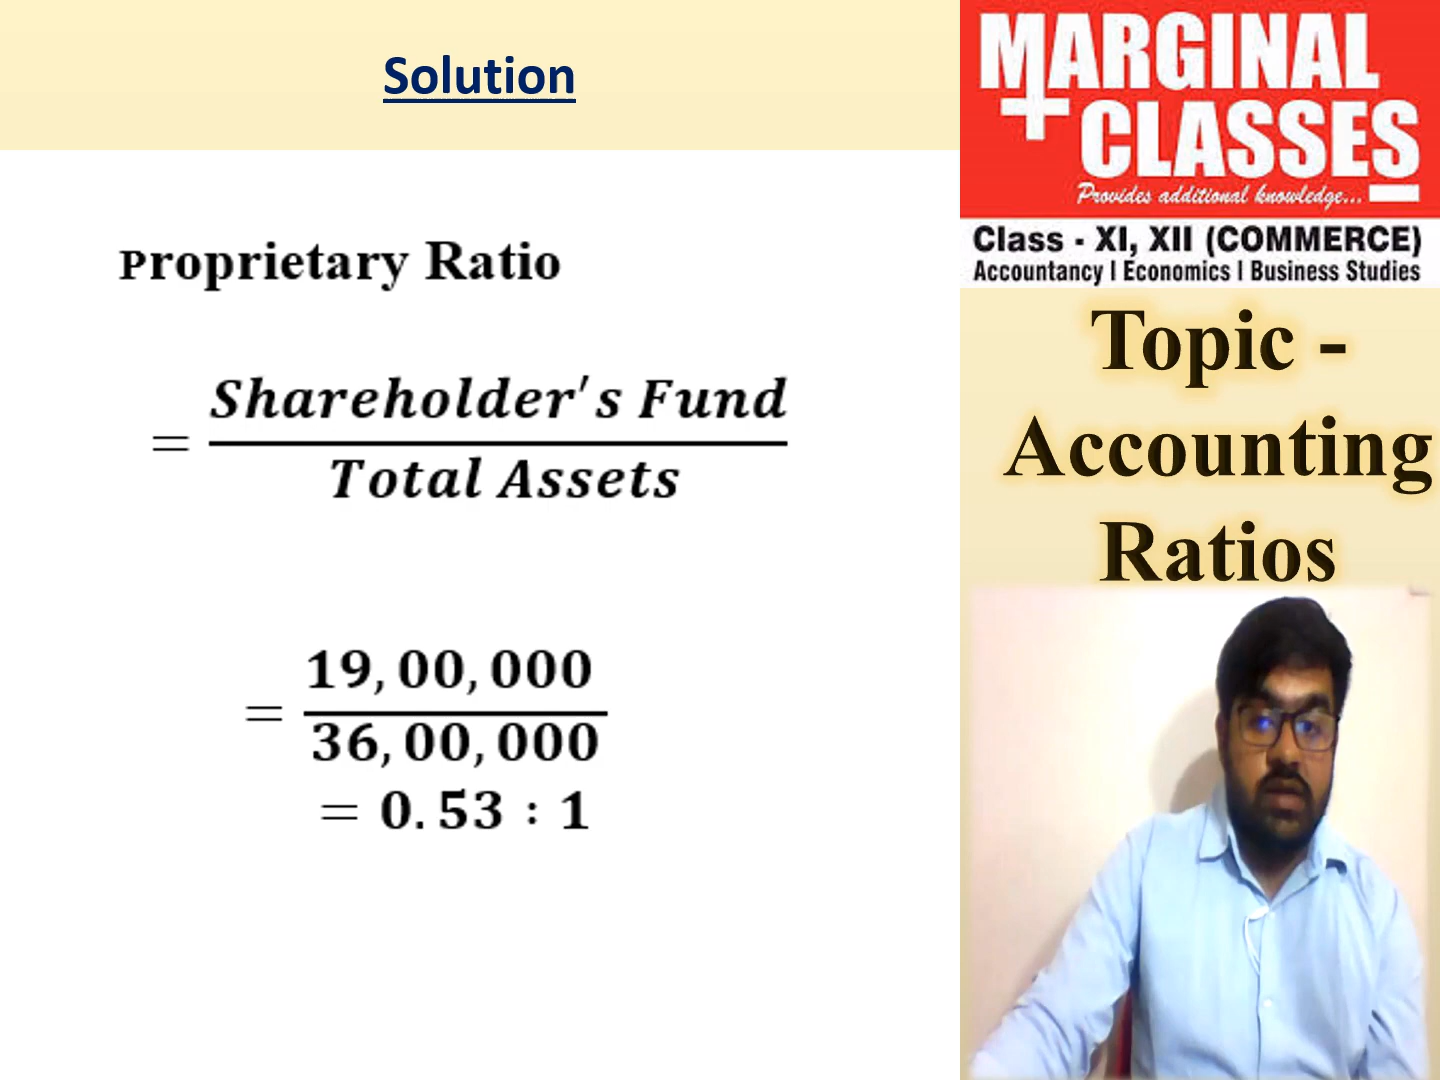 Solution
Proprietary Ratio
= Shareholder's Fund / Total Assets
= 19,00,000 / 36,00,000
= 0.53 : 1
MARGINAL
+CLASSES
Provides additional knowledge...
Class - XI, XII (COMMERCE)
Accountancy | Economics | Business Studies
Topic -
Accounting
Ratios